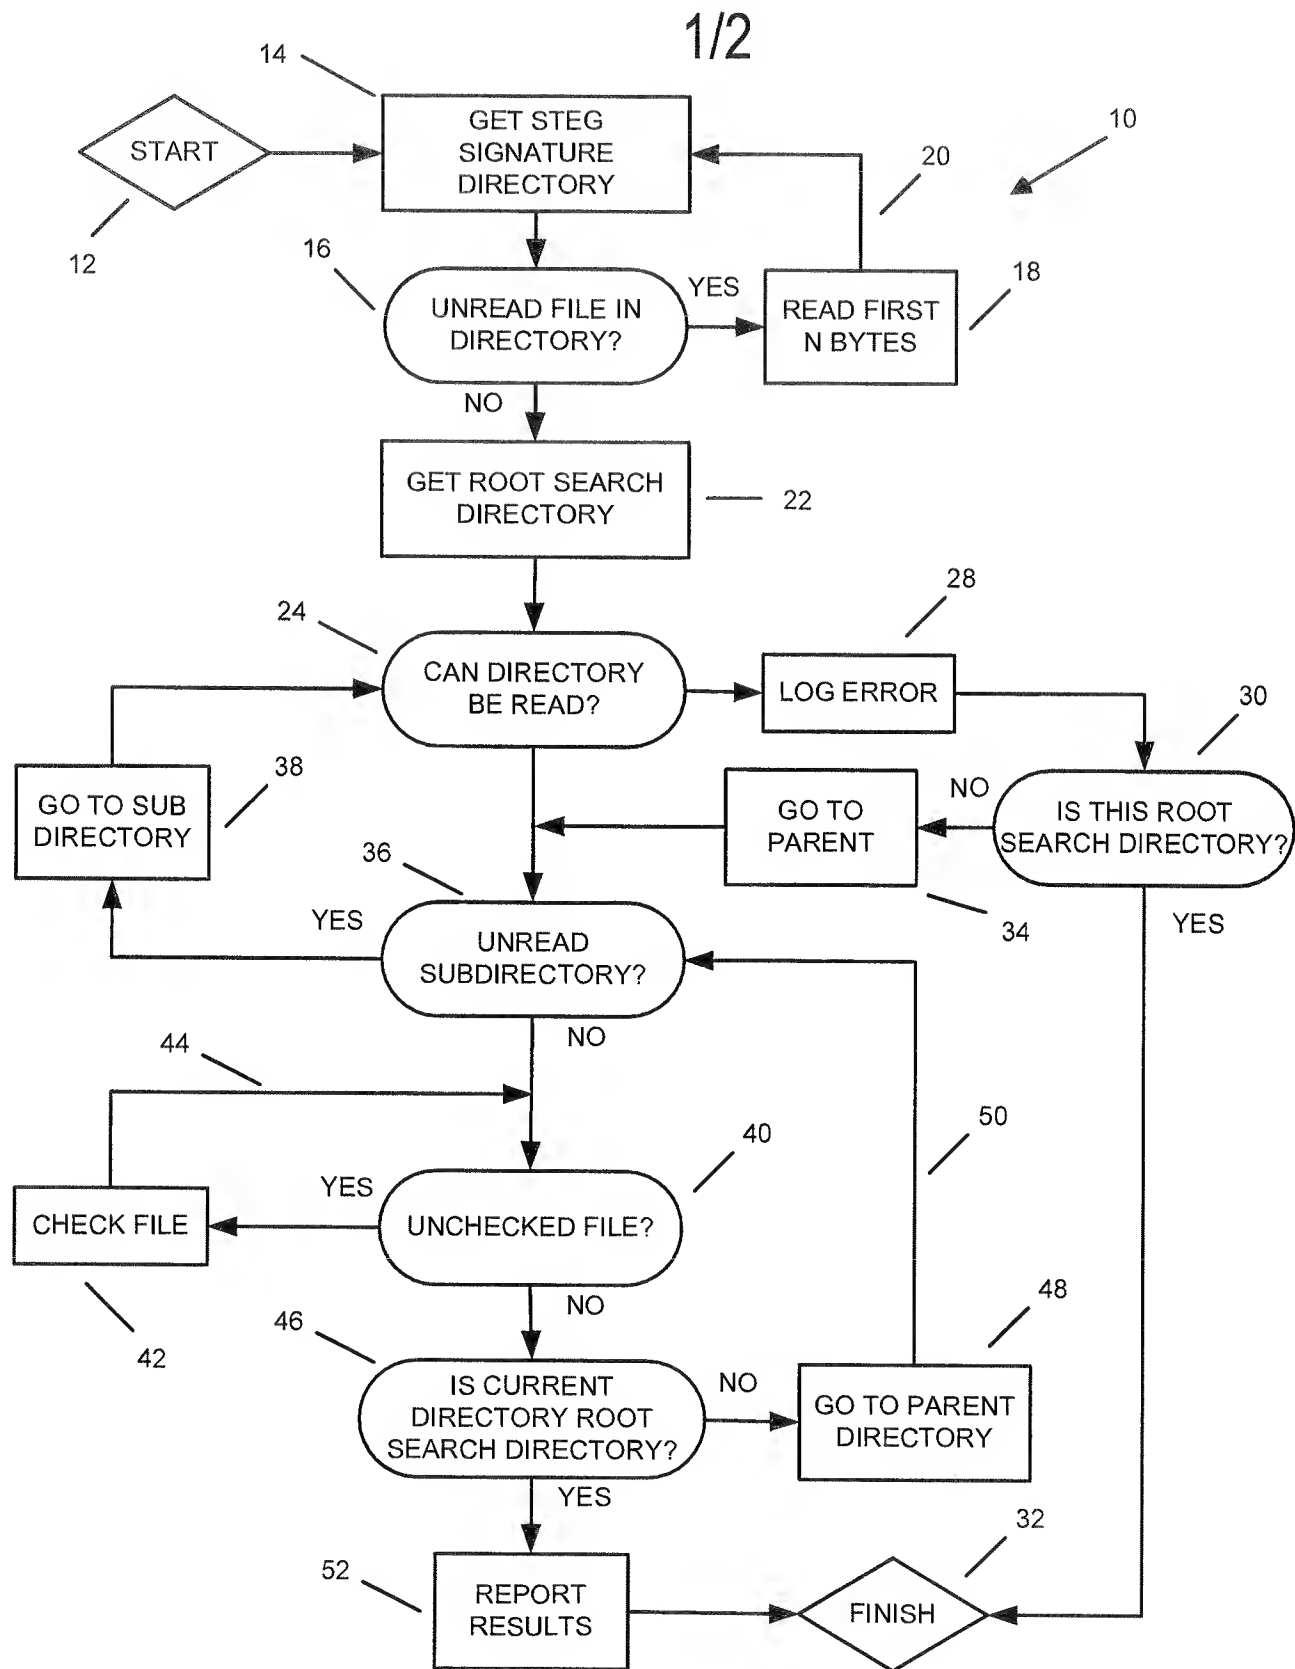 1/2
14
START
GET STEG
SIGNATURE
DIRECTORY
10
20
12
16
UNREAD FILE IN
DIRECTORY?
YES
READ FIRST
N BYTES
18
NO
GET ROOT SEARCH
DIRECTORY
22
24
CAN DIRECTORY
BE READ?
28
LOG ERROR
30
GO TO SUB
DIRECTORY
38
GO TO
PARENT
NO
IS THIS ROOT
SEARCH DIRECTORY?
36
34
YES
YES
UNREAD
SUBDIRECTORY?
NO
44
50
40
YES
CHECK FILE
UNCHECKED FILE?
42
NO
46
48
IS CURRENT
DIRECTORY ROOT
SEARCH DIRECTORY?
NO
GO TO PARENT
DIRECTORY
YES
32
52
REPORT
RESULTS
FINISH